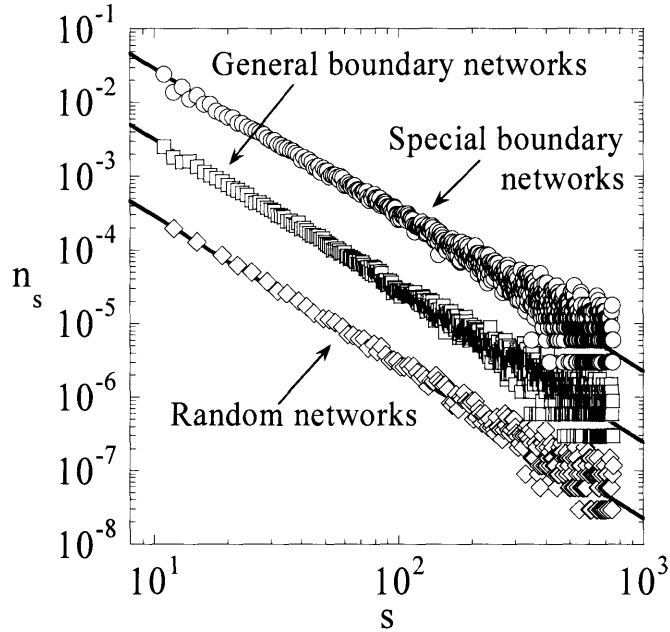 10^-1
10^-2
10^-3
10^-4
10^-5
10^-6
10^-7
10^-8
n_s
General boundary networks
Special boundary
networks
Random networks
10^1
10^2
10^3
s